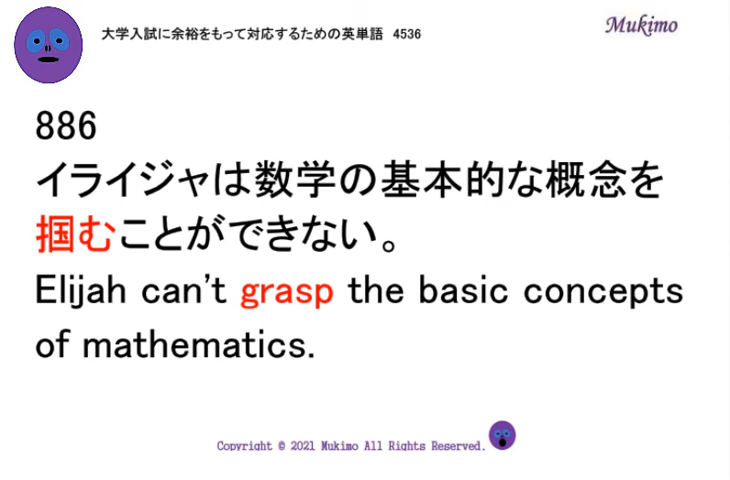 大学入試に余裕をもって対応するための英単語 4536
Mukimo
886
イライジャは数学の基本的な概念を
掴むことができない。
Elijah can't grasp the basic concepts
of mathematics.
Copyright © 2021 Mukimo All Rights Reserved.